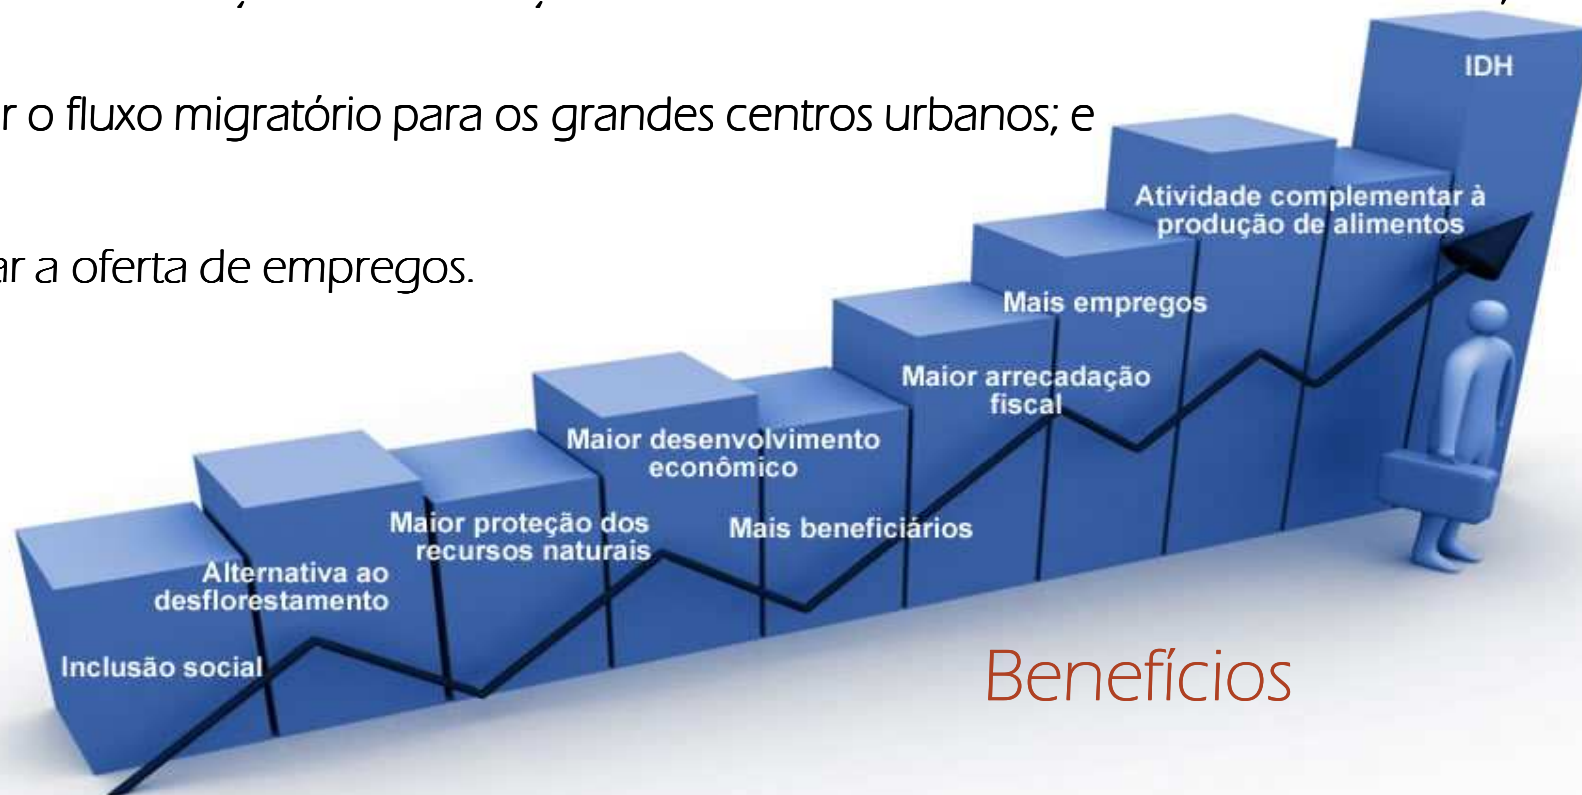 r o fluxo migratório para os grandes centros urbanos; e
ar a oferta de empregos.
IDH
Atividade complementar à
produção de alimentos
Mais empregos
Maior arrecadação
fiscal
Maior desenvolvimento
econômico
Mais beneficiários
Maior proteção dos
recursos naturais
Alternativa ao
desflorestamento
Inclusão social
Benefícios